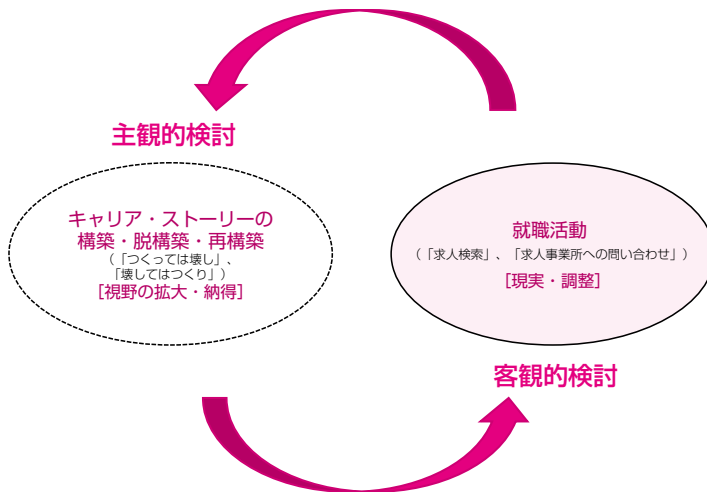 主観的検討
キャリア・ストーリーの
構築・脱構築・再構築
（「つくっては壊し」、
「壊してはつくり」）
［視野の拡大・納得］
就職活動
（「求人検索」、「求人事業所への問い合わせ」）
［現実・調整］
客観的検討